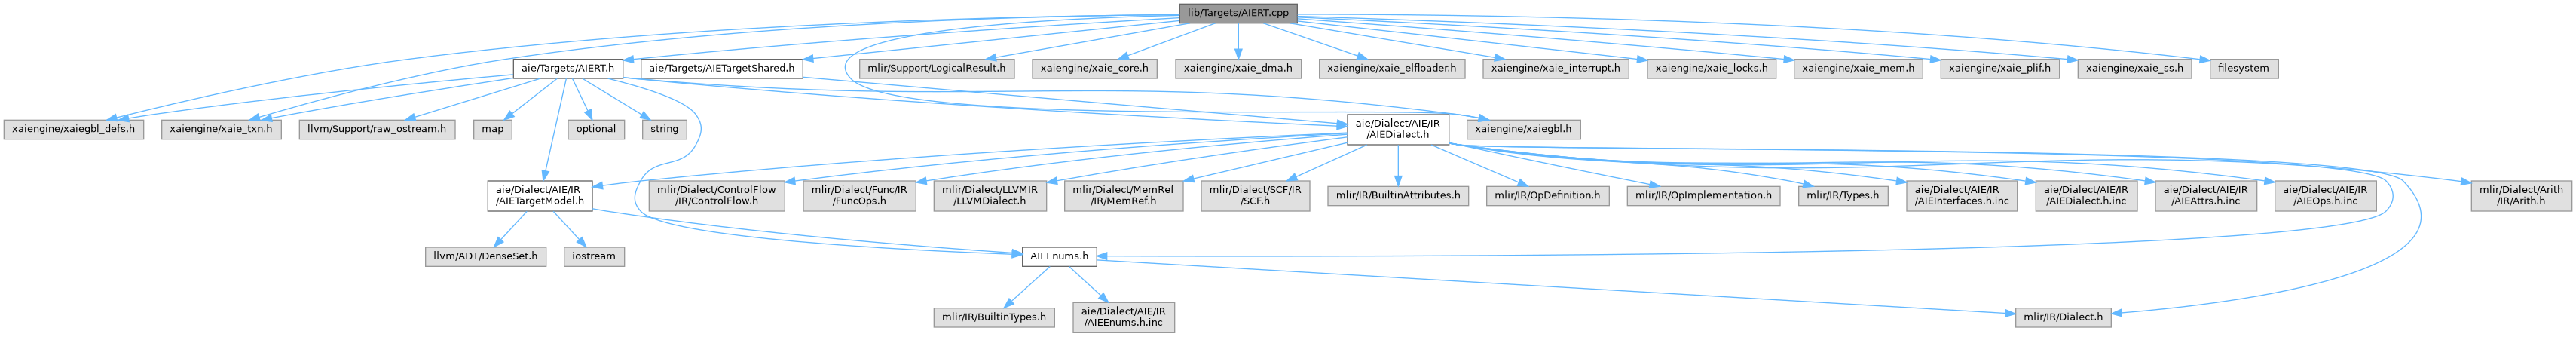 lib/Targets/AIERT.cpp
aie/Targets/AIERT.h
aie/Targets/AIETargetShared.h
mlir/Support/LogicalResult.h
xaiengine/xaie_core.h
xaiengine/xaie_dma.h
xaiengine/xaie_elfloader.h
xaiengine/xaie_interrupt.h
xaiengine/xaie_locks.h
xaiengine/xaie_mem.h
xaiengine/xaie_plif.h
xaiengine/xaie_ss.h
filesystem
xaiengine/xaiegbl_defs.h
xaiengine/xaie_txn.h
llvm/Support/raw_ostream.h
map
optional
string
aie/Dialect/AIE/IR
/AIEDialect.h
xaiengine/xaiegbl.h
aie/Dialect/AIE/IR
/AIETargetModel.h
mlir/Dialect/ControlFlow
/IR/ControlFlow.h
mlir/Dialect/Func/IR
/FuncOps.h
mlir/Dialect/LLVMIR
/LLVMDialect.h
mlir/Dialect/MemRef
/IR/MemRef.h
mlir/Dialect/SCF/IR
/SCF.h
mlir/IR/BuiltinAttributes.h
mlir/IR/OpDefinition.h
mlir/IR/OpImplementation.h
mlir/IR/Types.h
aie/Dialect/AIE/IR
/AIEInterfaces.h.inc
aie/Dialect/AIE/IR
/AIEDialect.h.inc
aie/Dialect/AIE/IR
/AIEAttrs.h.inc
aie/Dialect/AIE/IR
/AIEOps.h.inc
mlir/Dialect/Arith
/IR/Arith.h
llvm/ADT/DenseSet.h
iostream
AIEEnums.h
mlir/IR/BuiltinTypes.h
aie/Dialect/AIE/IR
/AIEEnums.h.inc
mlir/IR/Dialect.h